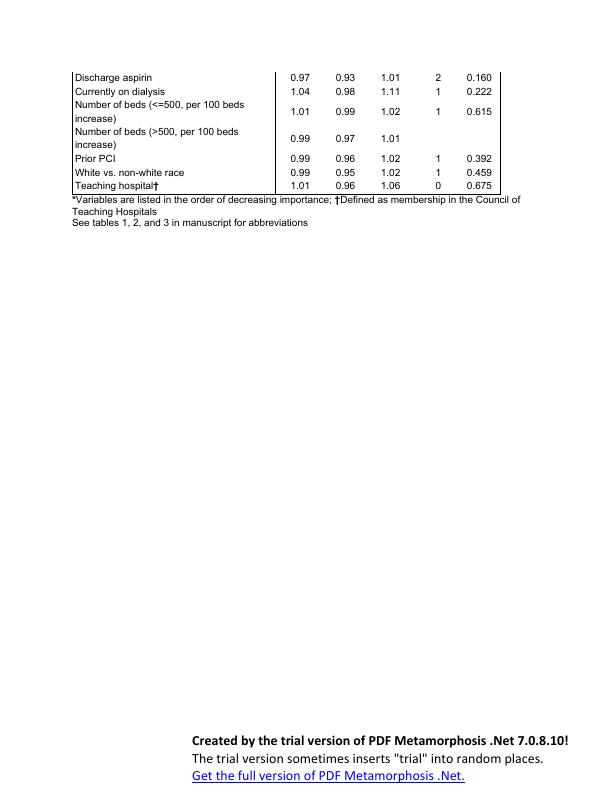 Discharge aspirin 0.97 0.93 1.01 2 0.160
Currently on dialysis 1.04 0.98 1.11 1 0.222
Number of beds (<=500, per 100 beds
increase) 1.01 0.99 1.02 1 0.615
Number of beds (>500, per 100 beds
increase) 0.99 0.97 1.01
Prior PCI 0.99 0.96 1.02 1 0.392
White vs. non-white race 0.99 0.95 1.02 1 0.459
Teaching hospital† 1.01 0.96 1.06 0 0.675
*Variables are listed in the order of decreasing importance; †Defined as membership in the Council of
Teaching Hospitals
See tables 1, 2, and 3 in manuscript for abbreviations
Created by the trial version of PDF Metamorphosis .Net 7.0.8.10!
The trial version sometimes inserts "trial" into random places.
Get the full version of PDF Metamorphosis .Net.